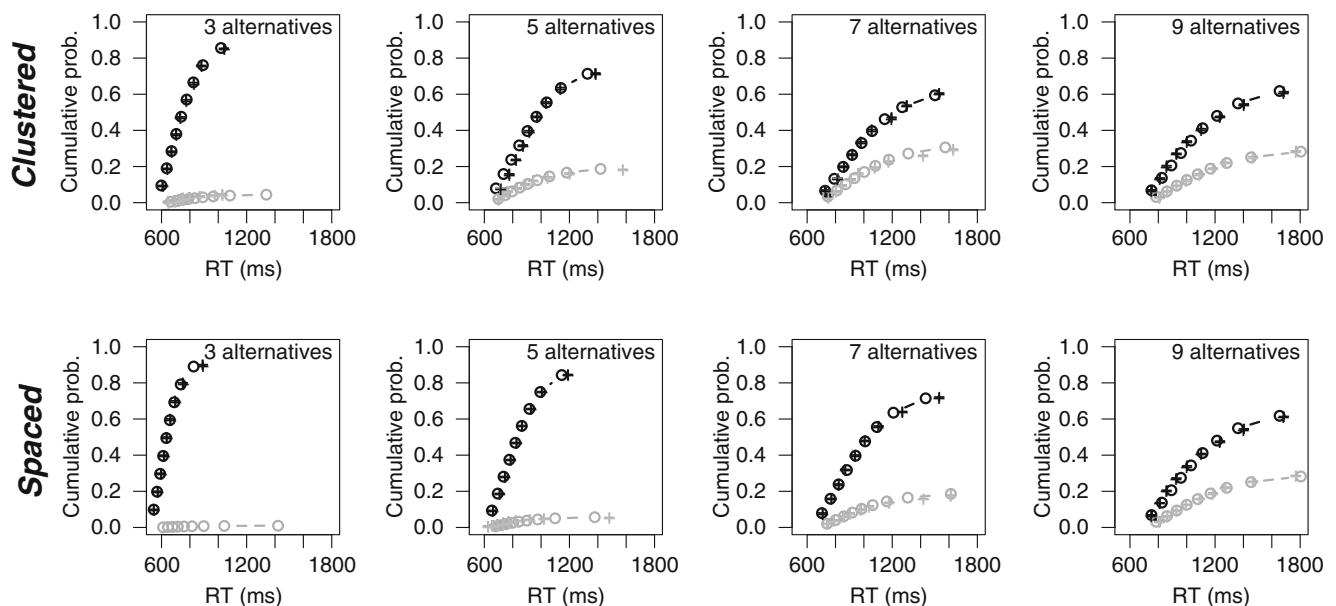 Clustered
3 alternatives
Cumulative prob.
1.0
0.8
0.6
0.4
0.2
0.0
600 1200 1800
RT (ms)
5 alternatives
Cumulative prob.
1.0
0.8
0.6
0.4
0.2
0.0
600 1200 1800
RT (ms)
7 alternatives
Cumulative prob.
1.0
0.8
0.6
0.4
0.2
0.0
600 1200 1800
RT (ms)
9 alternatives
Cumulative prob.
1.0
0.8
0.6
0.4
0.2
0.0
600 1200 1800
RT (ms)
Spaced
3 alternatives
Cumulative prob.
1.0
0.8
0.6
0.4
0.2
0.0
600 1200 1800
RT (ms)
5 alternatives
Cumulative prob.
1.0
0.8
0.6
0.4
0.2
0.0
600 1200 1800
RT (ms)
7 alternatives
Cumulative prob.
1.0
0.8
0.6
0.4
0.2
0.0
600 1200 1800
RT (ms)
9 alternatives
Cumulative prob.
1.0
0.8
0.6
0.4
0.2
0.0
600 1200 1800
RT (ms)